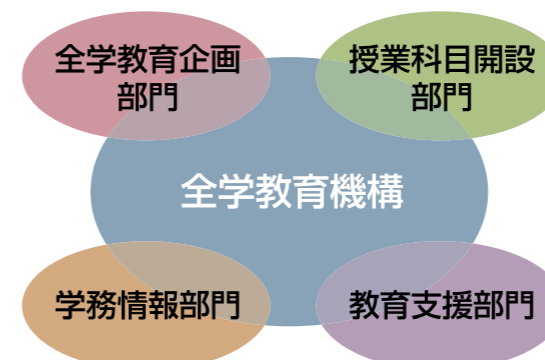 全学教育企画
部門
授業科目開設
部門
全学教育機構
学務情報部門
教育支援部門